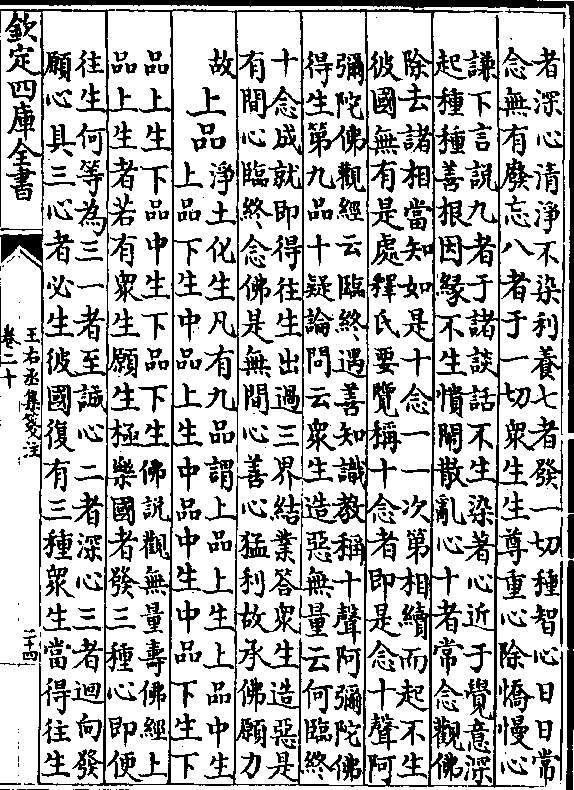 者深心清淨不染利養七者發一切種智心日日常
念無有廢忘八者于一切眾生生尊重心除憍慢心
謙下言說九者于諸談話不生染著心近于覺意深
起種種善根因緣不生憒鬧散亂心十者常念觀佛
除去諸相當知如是十念一一次第相續而起不生
彼國無有是處釋氏要覽稱十念者即是念十聲阿
彌陀佛觀經云臨終遇善知識教稱十聲阿彌陀佛
得生第九品十疑論問云眾生造惡無量云何臨終
十念成就即得往生出過三界結業答眾生造惡是
有間心臨終念佛是無間心善心猛利故承佛願力
故
上品
淨土化生凡有九品謂上品上生上品中生
上品下生中品上生中品中生中品下生下
品上生下品中生下品下生佛說觀無量壽佛經上
品上生者若有眾生願生極樂國者發三種心即便
往生何等為三一者至誠心二者深心三者迴向發
願心具三心者必生彼國復有三種眾生當得往生
欽定四庫全書
王右丞集箋注
卷二十
二十四